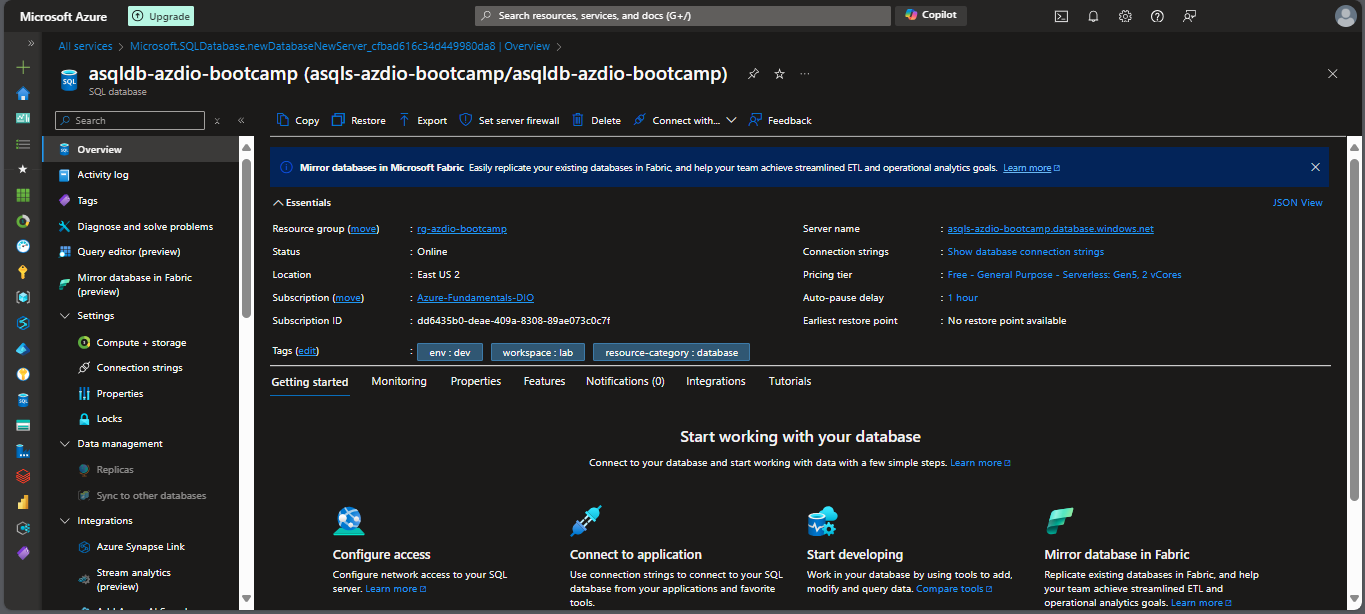 Microsoft Azure
Upgrade
Search resources, services, and docs (G+/)
Copilot
All services > Microsoft.SQLDatabase.newDatabaseNewServer_cfbad616c34d449980da8 | Overview >
asqldb-azdio-bootcamp (asqls-azdio-bootcamp/asqldb-azdio-bootcamp)
SQL database
Search
Overview
Activity log
Tags
Diagnose and solve problems
Query editor (preview)
Mirror database in Fabric
(preview)
Settings
Compute + storage
Connection strings
Properties
Locks
Data management
Replicas
Sync to other databases
Integrations
Azure Synapse Link
Stream analytics
(preview)
Copy
Restore
Export
Set server firewall
Delete
Connect with...
Feedback
Mirror databases in Microsoft Fabric Easily replicate your existing databases in Fabric, and help your team achieve streamlined ETL and operational analytics goals. Learn more
Essentials
JSON View
Resource group (move) : rg-azdio-bootcamp
Status : Online
Location : East US 2
Subscription (move) : Azure-Fundamentals-DIO
Subscription ID : dd6435b0-deae-409a-8308-89ae073c0c7f
Server name : asqls-azdio-bootcamp.database.windows.net
Connection strings : Show database connection strings
Pricing tier : Free - General Purpose - Serverless: Gen5, 2 vCores
Auto-pause delay : 1 hour
Earliest restore point : No restore point available
Tags (edit) : env : dev workspace : lab resource-category : database
Getting started Monitoring Properties Features Notifications (0) Integrations Tutorials
Start working with your database
Connect to your database and start working with data with a few simple steps. Learn more
Configure access
Configure network access to your SQL
server. Learn more
Connect to application
Use connection strings to connect to your SQL
database from your applications and favorite
tools.
Start developing
Work in your database by using tools to add,
modify and query data. Compare tools
Mirror database in Fabric
Replicate existing databases in Fabric, and help
your team achieve streamlined ETL and
operational analytics goals. Learn more